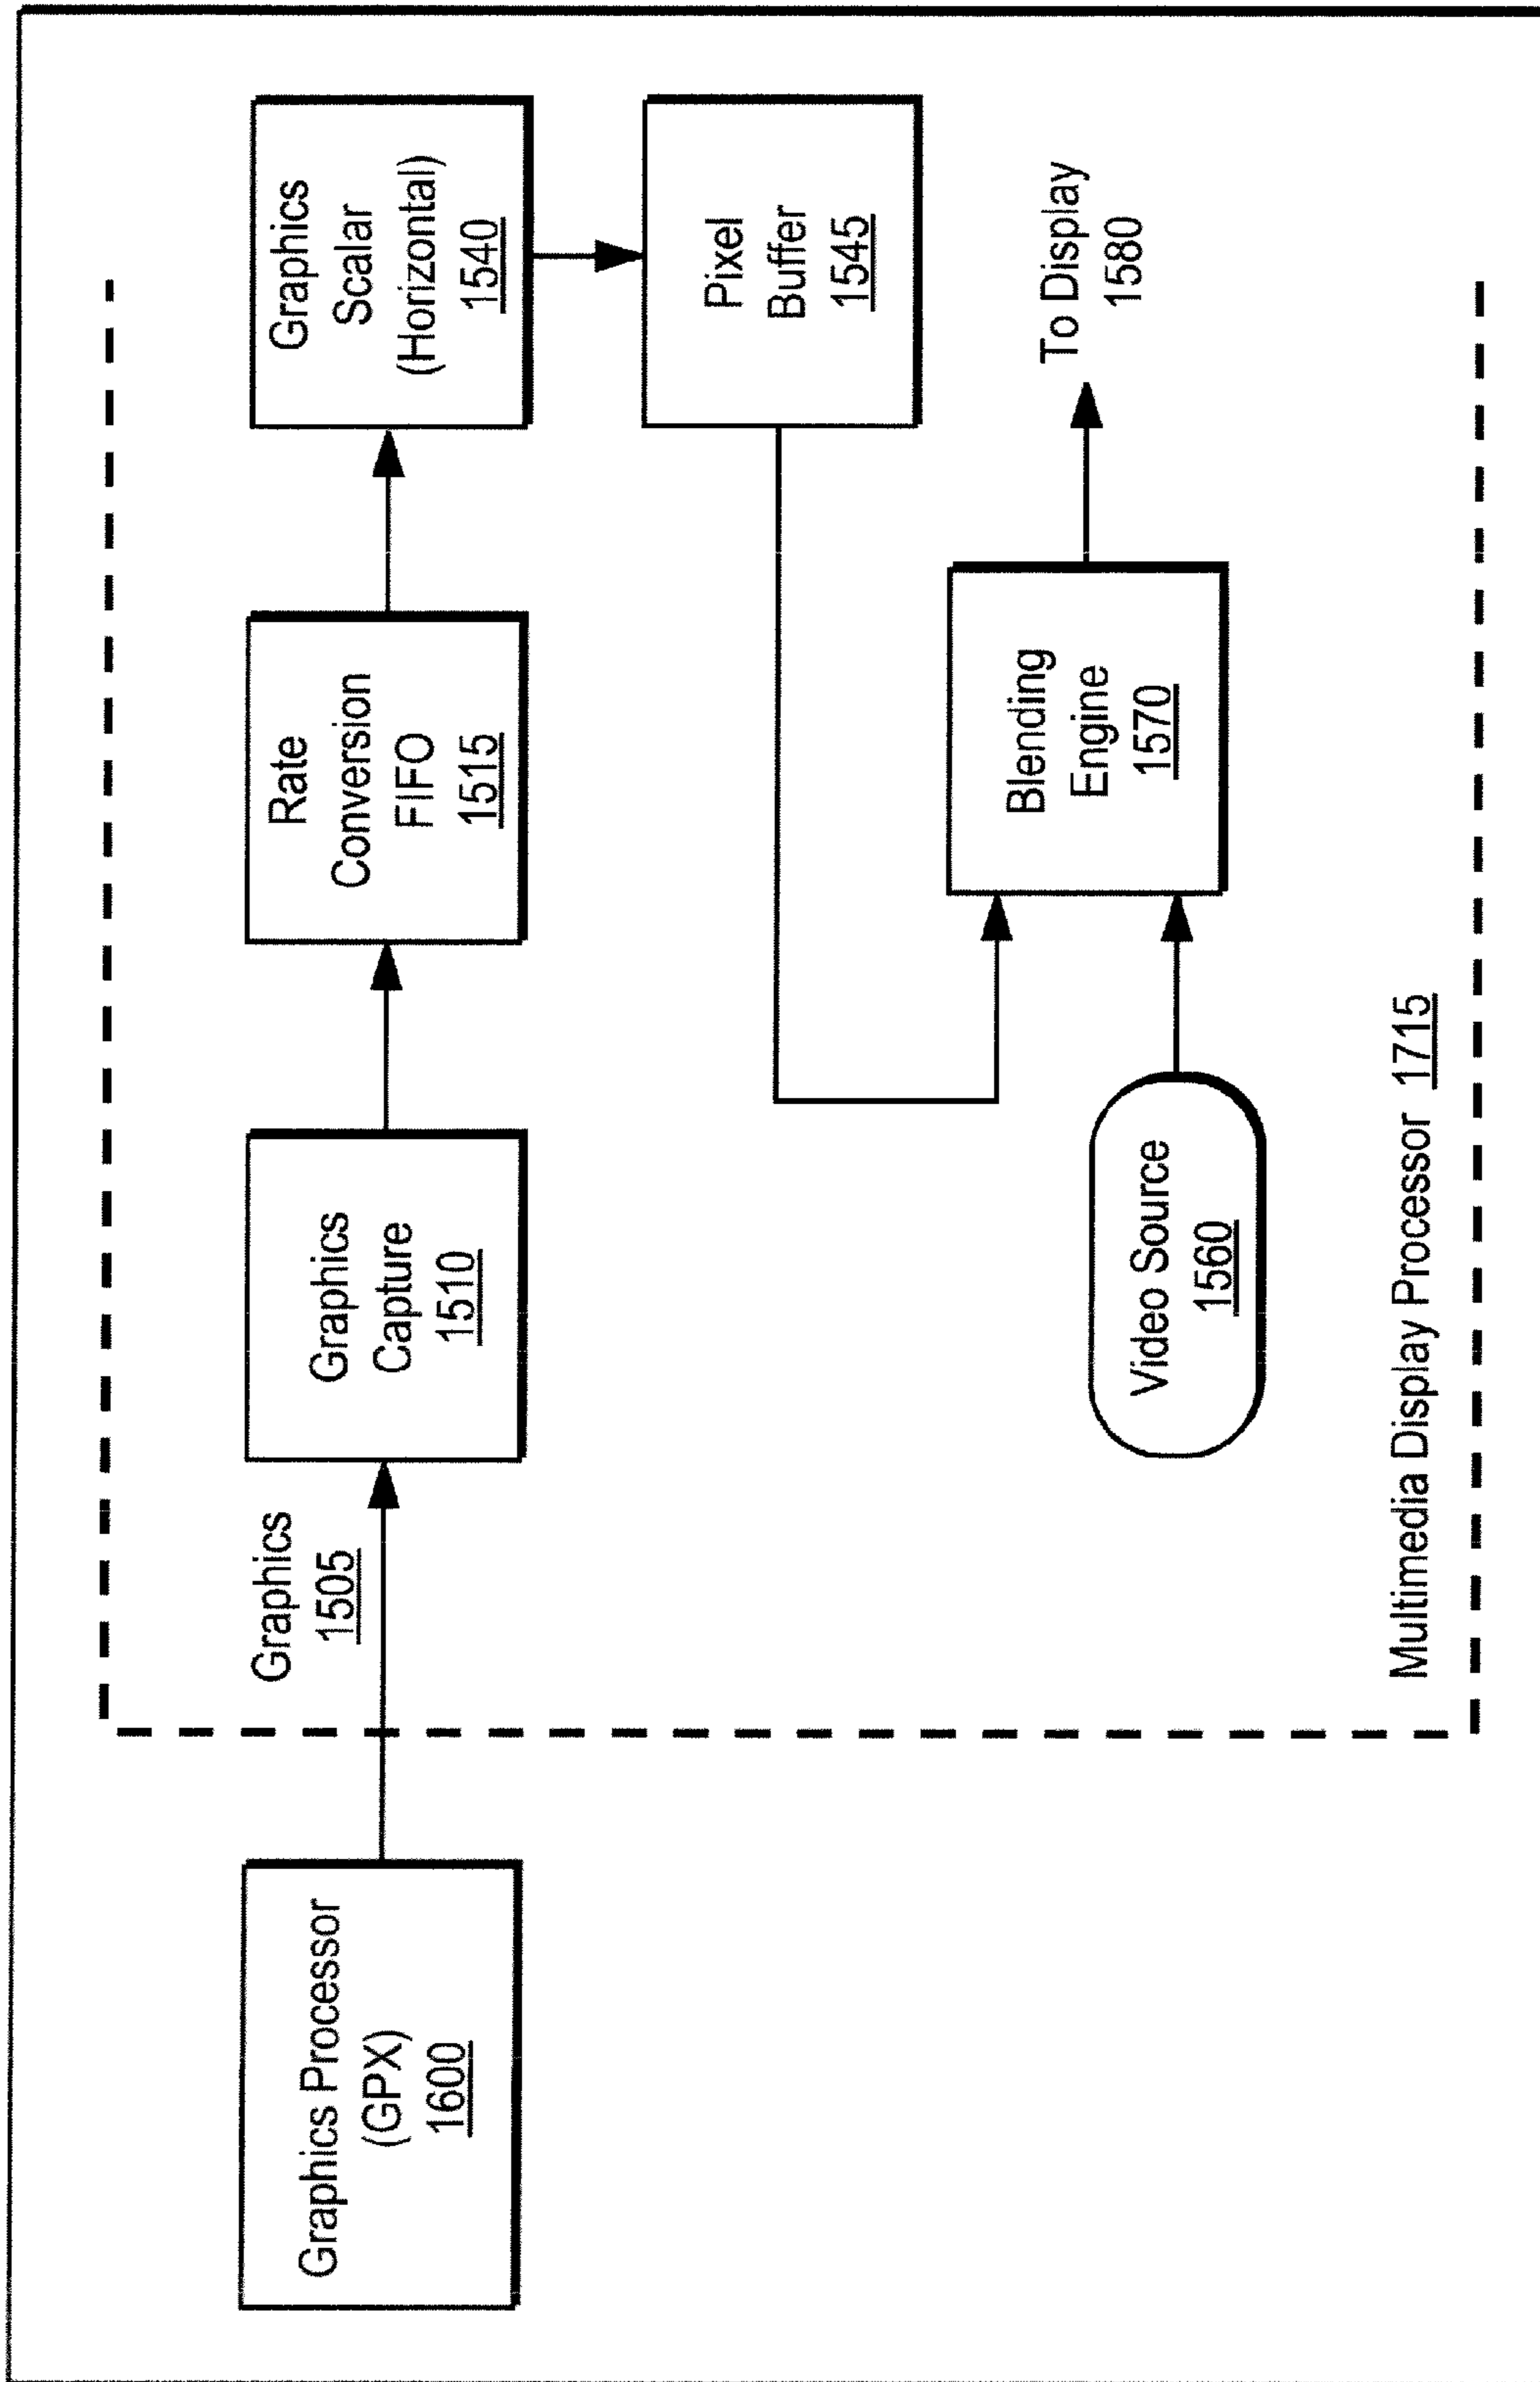 Graphics Processor
(GPX)
1600
Graphics
1505
Graphics
Capture
1510
Rate
Conversion
FIFO
1515
Graphics
Scalar
(Horizontal)
1540
Pixel
Buffer
1545
Video Source
1560
Blending
Engine
1570
To Display
1580
Multimedia Display Processor 1715